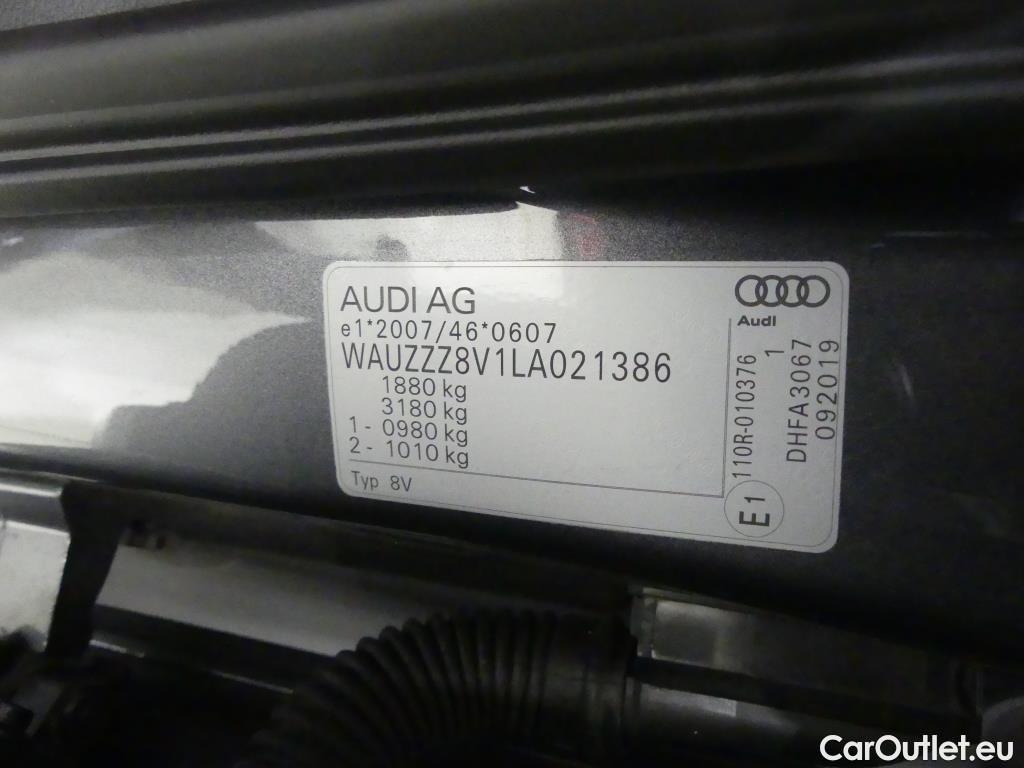 AUDI AG
e1*2007/46*0607
WAUZZZ8V1LA021386
1880 kg
3180 kg
1 - 0980 kg
2 - 1010 kg
Typ 8V
Audi
110R-010376
1
DHFA3067
092019
E1
CarOutlet.eu